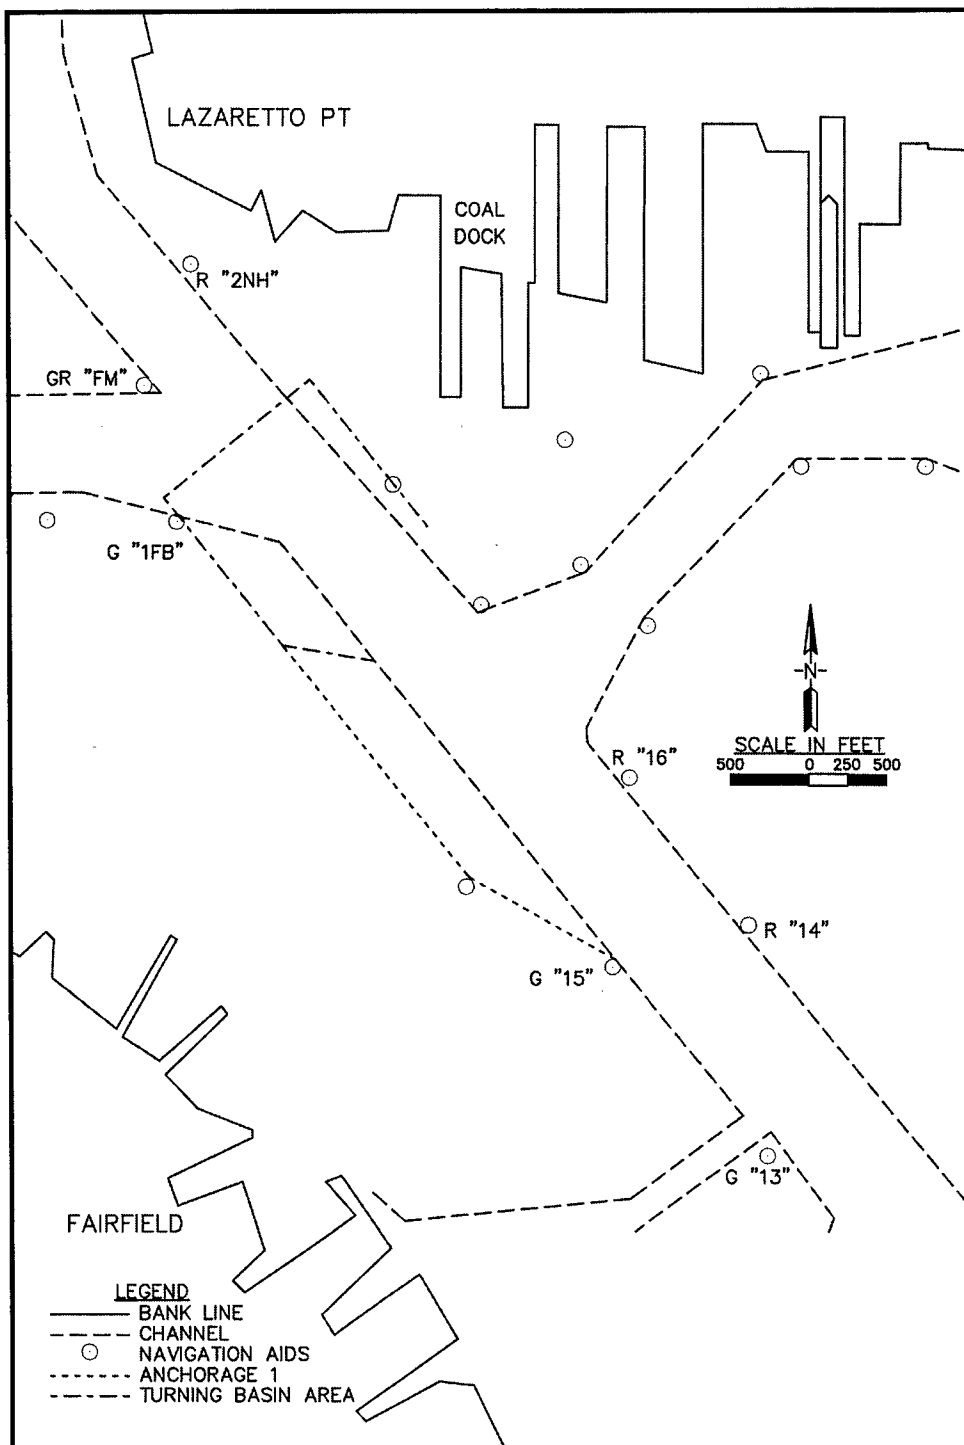 LAZARETTO PT
COAL
DOCK
R "2NH"
GR "FM"
G "1FB"
N
SCALE IN FEET
500 0 250 500
R "16"
R "14"
G "15"
G "13"
FAIRFIELD
LEGEND
BANK LINE
CHANNEL
NAVIGATION AIDS
ANCHORAGE 1
TURNING BASIN AREA